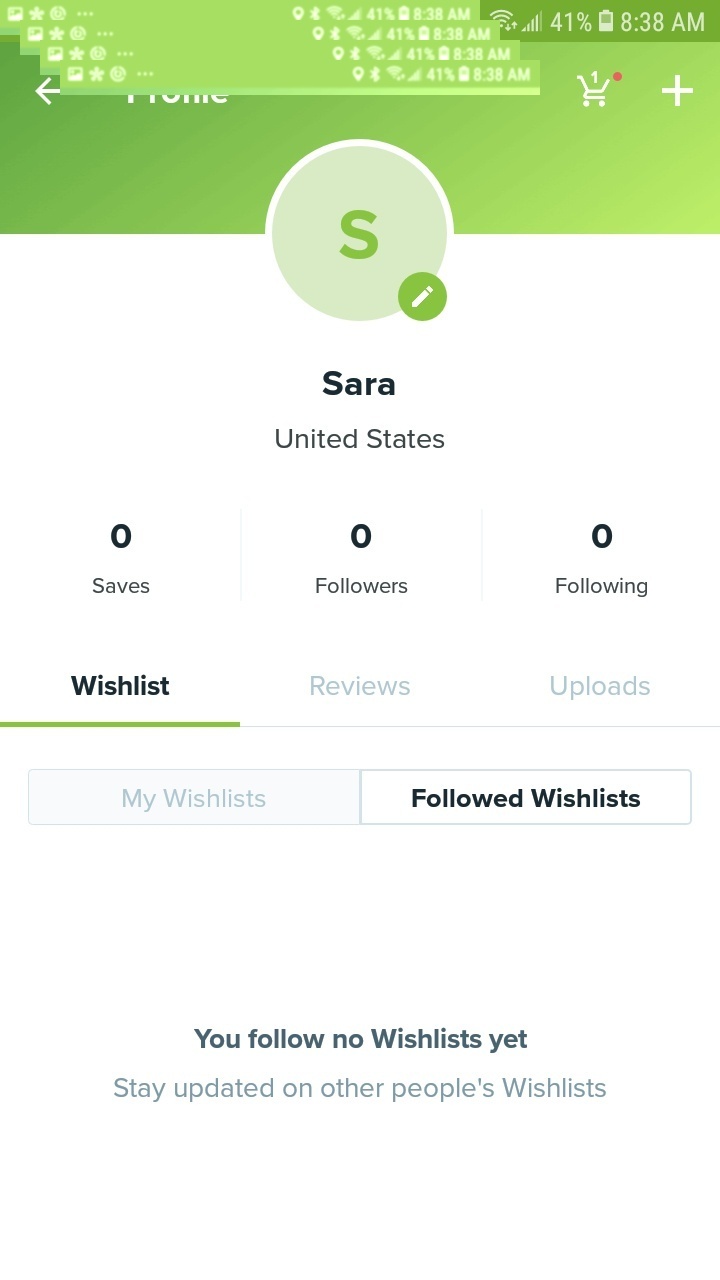 41% 8:38 AM
41% 8:38 AM
41% 8:38 AM
41% 8:38 AM
41% 8:38 AM
Profile
1
S
Sara
United States
0 0 0
Saves Followers Following
Wishlist Reviews Uploads
My Wishlists Followed Wishlists
You follow no Wishlists yet
Stay updated on other people's Wishlists